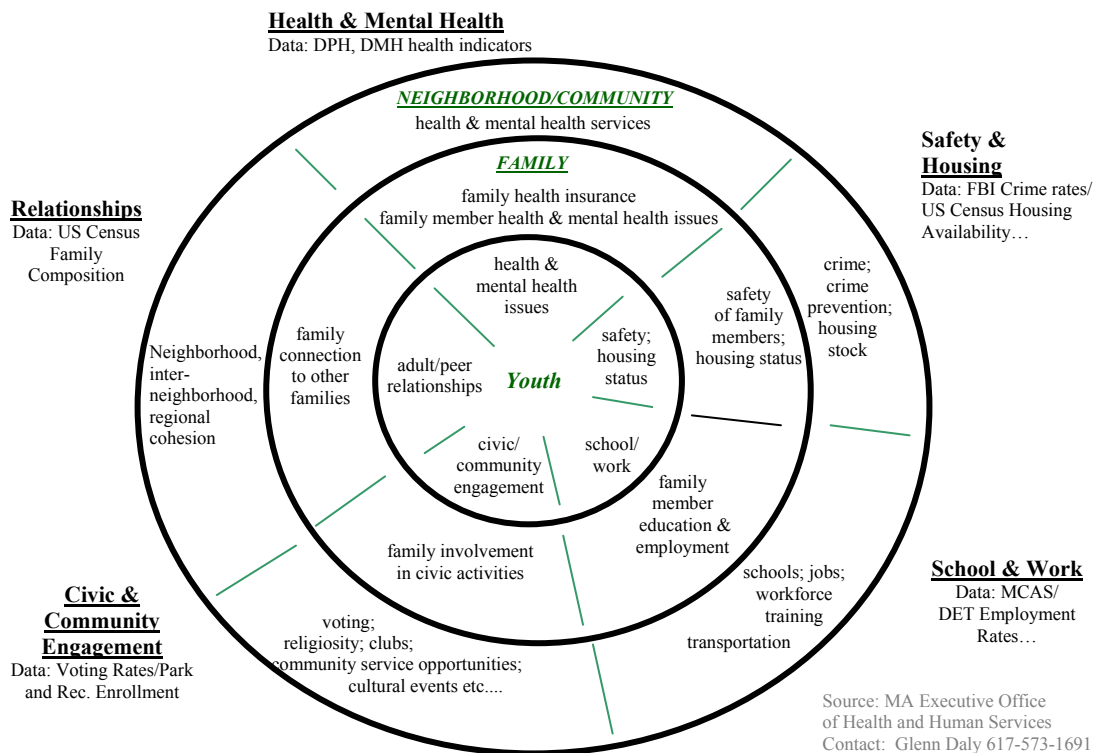 Health & Mental Health
Data: DPH, DMH health indicators
NEIGHBORHOOD/COMMUNITY
health & mental health services
FAMILY
family health insurance
family member health & mental health issues
health &
mental health
issues
Safety &
Housing
Data: FBI Crime rates/
US Census Housing
Availability…
Relationships
Data: US Census
Family
Composition
crime;
crime
prevention;
housing
stock
safety
of family
members;
housing status
safety;
housing
status
Youth
adult/peer
relationships
family
connection
to other
families
Neighborhood,
inter-
neighborhood,
regional
cohesion
civic/
community
engagement
school/
work
family
member
education &
employment
family involvement
in civic activities
schools; jobs;
workforce
training
transportation
voting;
religiosity; clubs;
community service opportunities;
cultural events etc....
Civic &
Community
Engagement
Data: Voting Rates/Park
and Rec. Enrollment
School & Work
Data: MCAS/
DET Employment
Rates…
Source: MA Executive Office
of Health and Human Services
Contact: Glenn Daly 617-573-1691